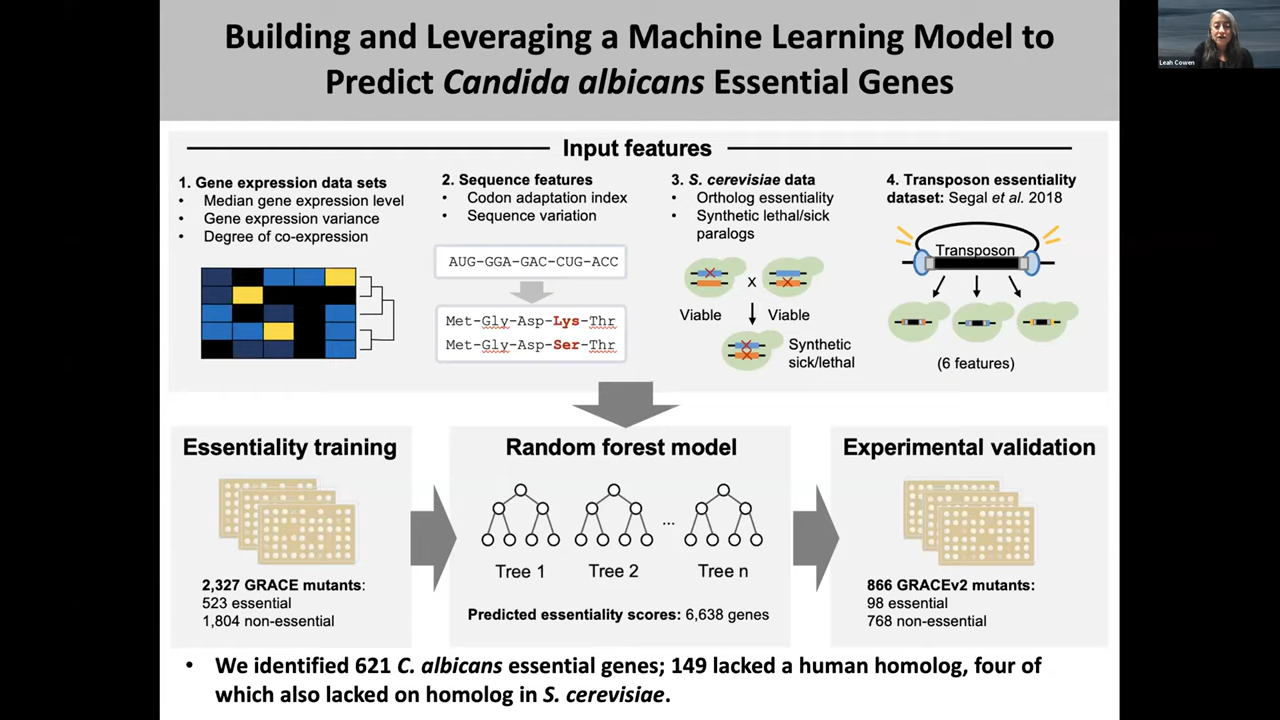 Building and Leveraging a Machine Learning Model to
Predict Candida albicans Essential Genes
Leah Cowen
Input features
1. Gene expression data sets
• Median gene expression level
• Gene expression variance
• Degree of co-expression
2. Sequence features
• Codon adaptation index
• Sequence variation
AUG-GGA-GAC-CUG-ACC
Met-Gly-Asp-Lys-Thr
Met-Gly-Asp-Ser-Thr
3. S. cerevisiae data
• Ortholog essentiality
• Synthetic lethal/sick
paralogs
x
Viable
Viable
Synthetic
sick/lethal
4. Transposon essentiality
dataset: Segal et al. 2018
Transposon
(6 features)
Essentiality training
2,327 GRACE mutants:
523 essential
1,804 non-essential
Random forest model
...
Tree 1
Tree 2
Tree n
Predicted essentiality scores: 6,638 genes
Experimental validation
866 GRACEv2 mutants:
98 essential
768 non-essential
• We identified 621 C. albicans essential genes; 149 lacked a human homolog, four of
which also lacked on homolog in S. cerevisiae.